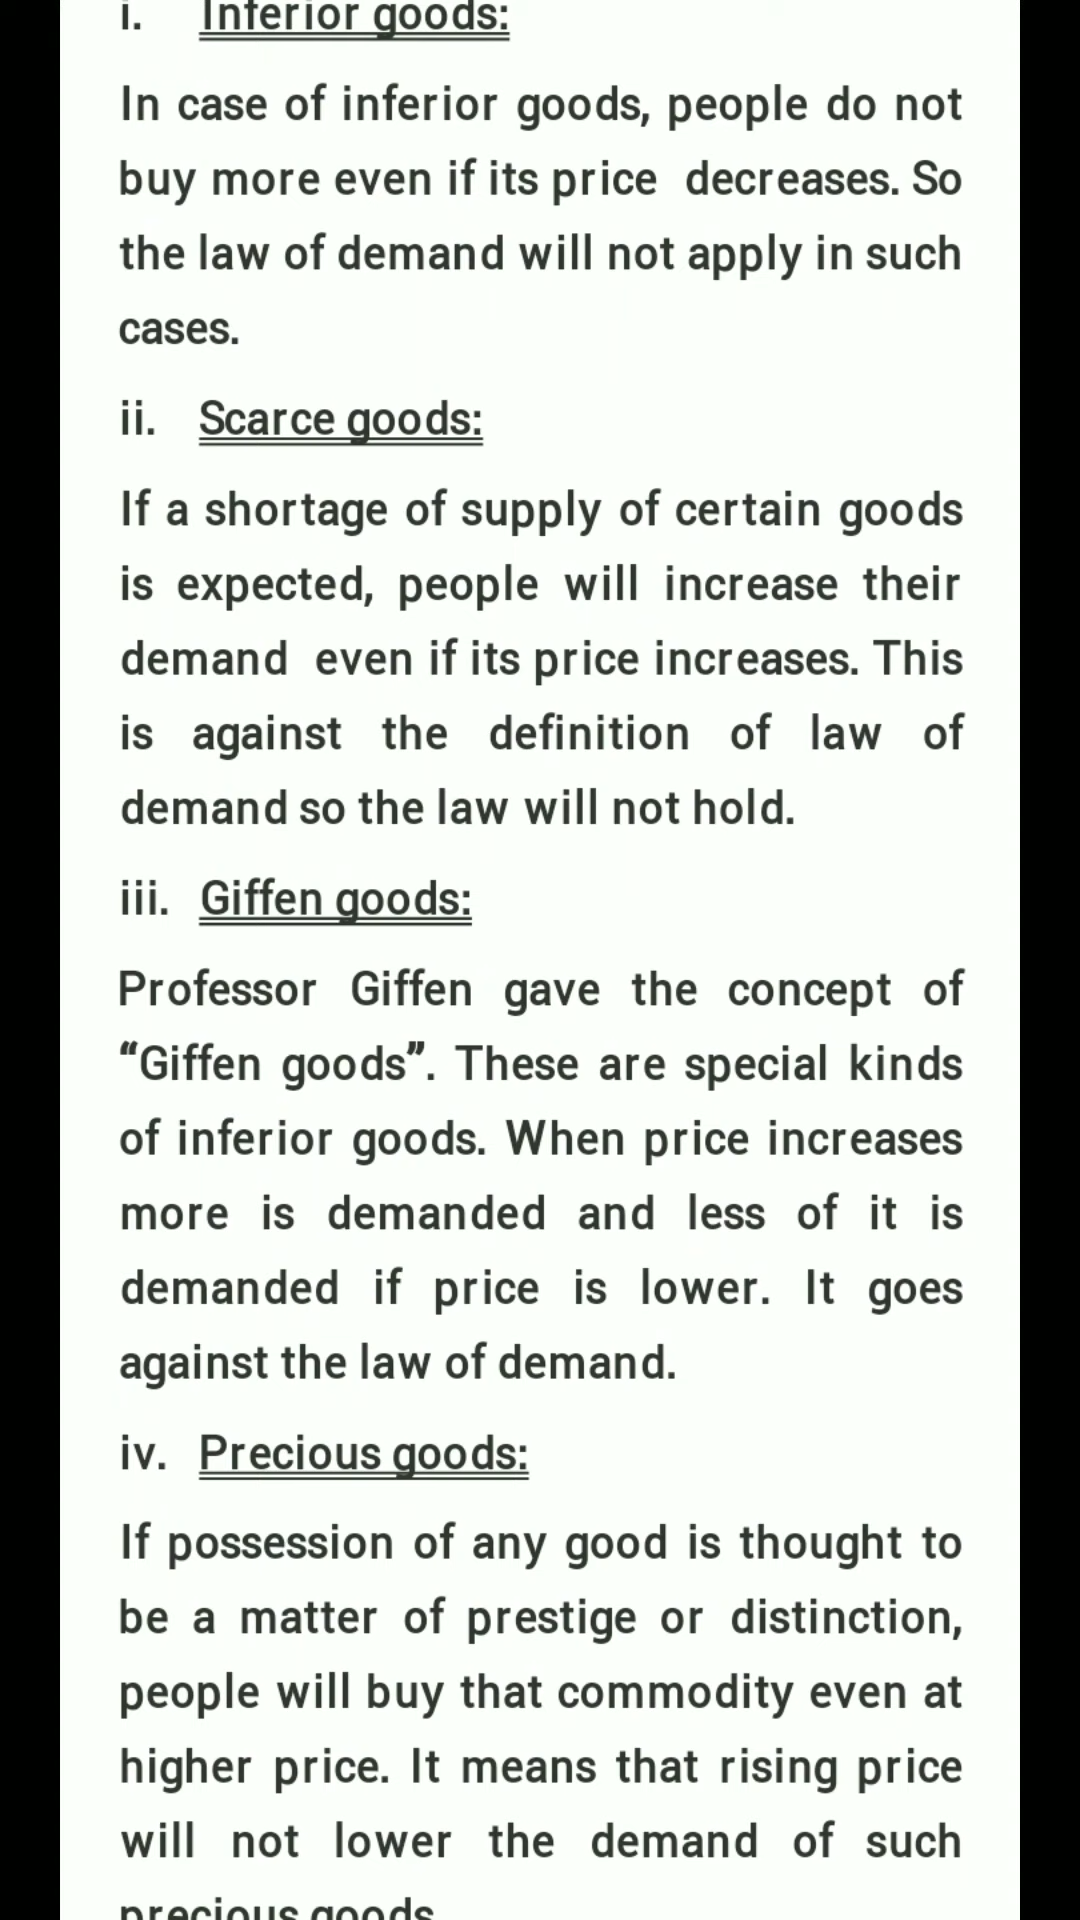 i. Inferior goods:
In case of inferior goods, people do not
buy more even if its price decreases. So
the law of demand will not apply in such
cases.
ii. Scarce goods:
If a shortage of supply of certain goods
is expected, people will increase their
demand even if its price increases. This
is against the definition of law of
demand so the law will not hold.
iii. Giffen goods:
Professor Giffen gave the concept of
“Giffen goods”. These are special kinds
of inferior goods. When price increases
more is demanded and less of it is
demanded if price is lower. It goes
against the law of demand.
iv. Precious goods:
If possession of any good is thought to
be a matter of prestige or distinction,
people will buy that commodity even at
higher price. It means that rising price
will not lower the demand of such
precious goods.